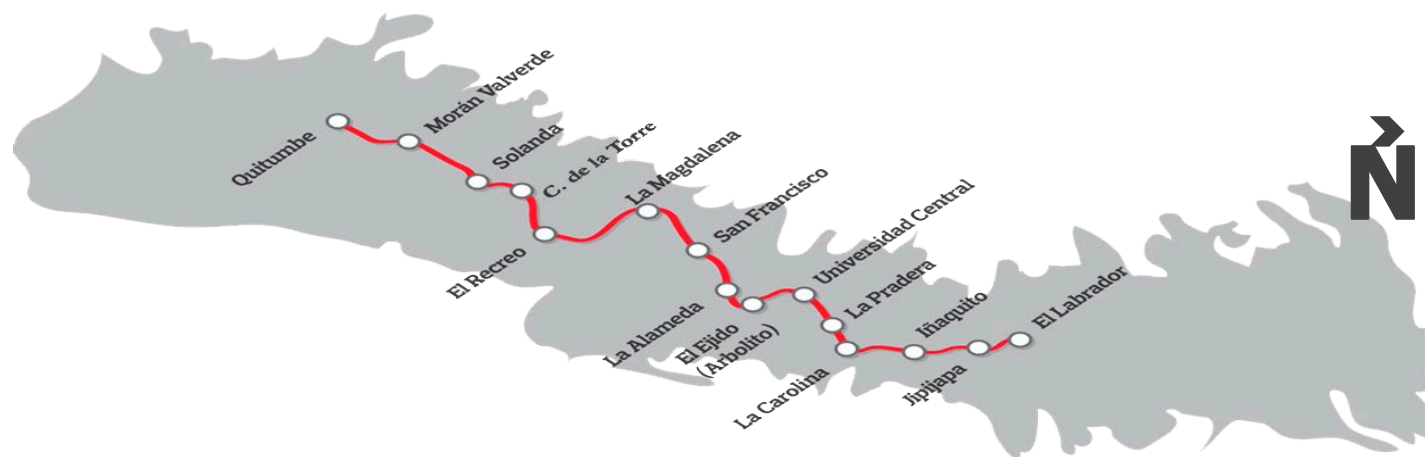 Quitumbe
Morán Valverde
Solanda
C. de la Torre
El Recreo
La Magdalena
San Francisco
La Alameda
El Ejido
(Arbolito)
Universidad Central
La Pradera
La Carolina
Iñaquito
Jipijapa
El Labrador
N